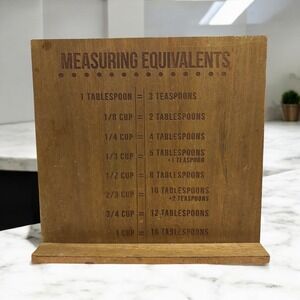 MEASURING EQUIVALENTS
1 TABLESPOON = 3 TEASPOONS
1/8 CUP = 2 TABLESPOONS
1/4 CUP = 4 TABLESPOONS
1/3 CUP = 5 TABLESPOONS
+1 TEASPOON
1/2 CUP = 8 TABLESPOONS
2/3 CUP = 10 TABLESPOONS
+2 TEASPOONS
3/4 CUP = 12 TABLESPOONS
1 CUP = 16 TABLESPOONS